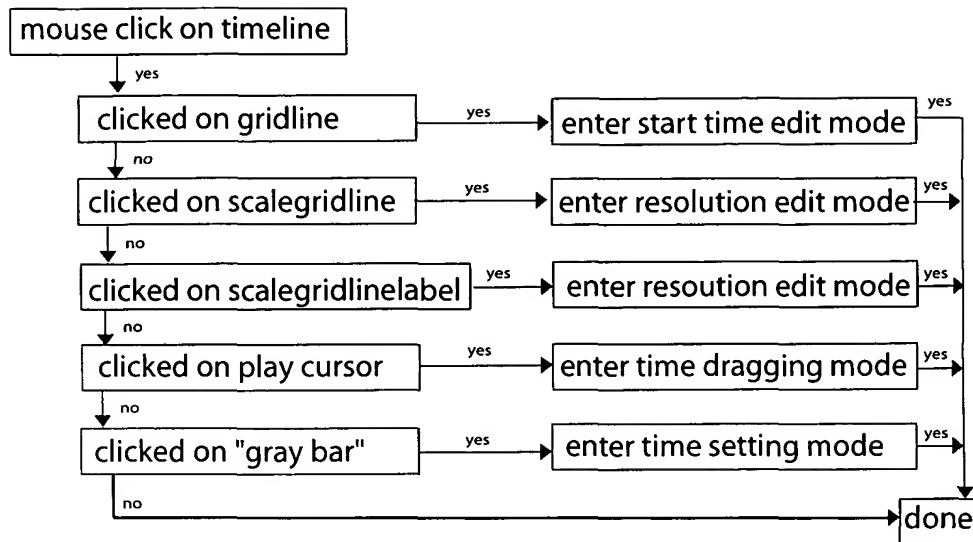 mouse click on timeline
yes
clicked on gridline
yes
enter start time edit mode
yes
no
clicked on scalegridline
yes
enter resolution edit mode
yes
no
clicked on scalegridlinelabel
yes
enter resoution edit mode
yes
no
clicked on play cursor
yes
enter time dragging mode
yes
no
clicked on "gray bar"
yes
enter time setting mode
yes
no
done